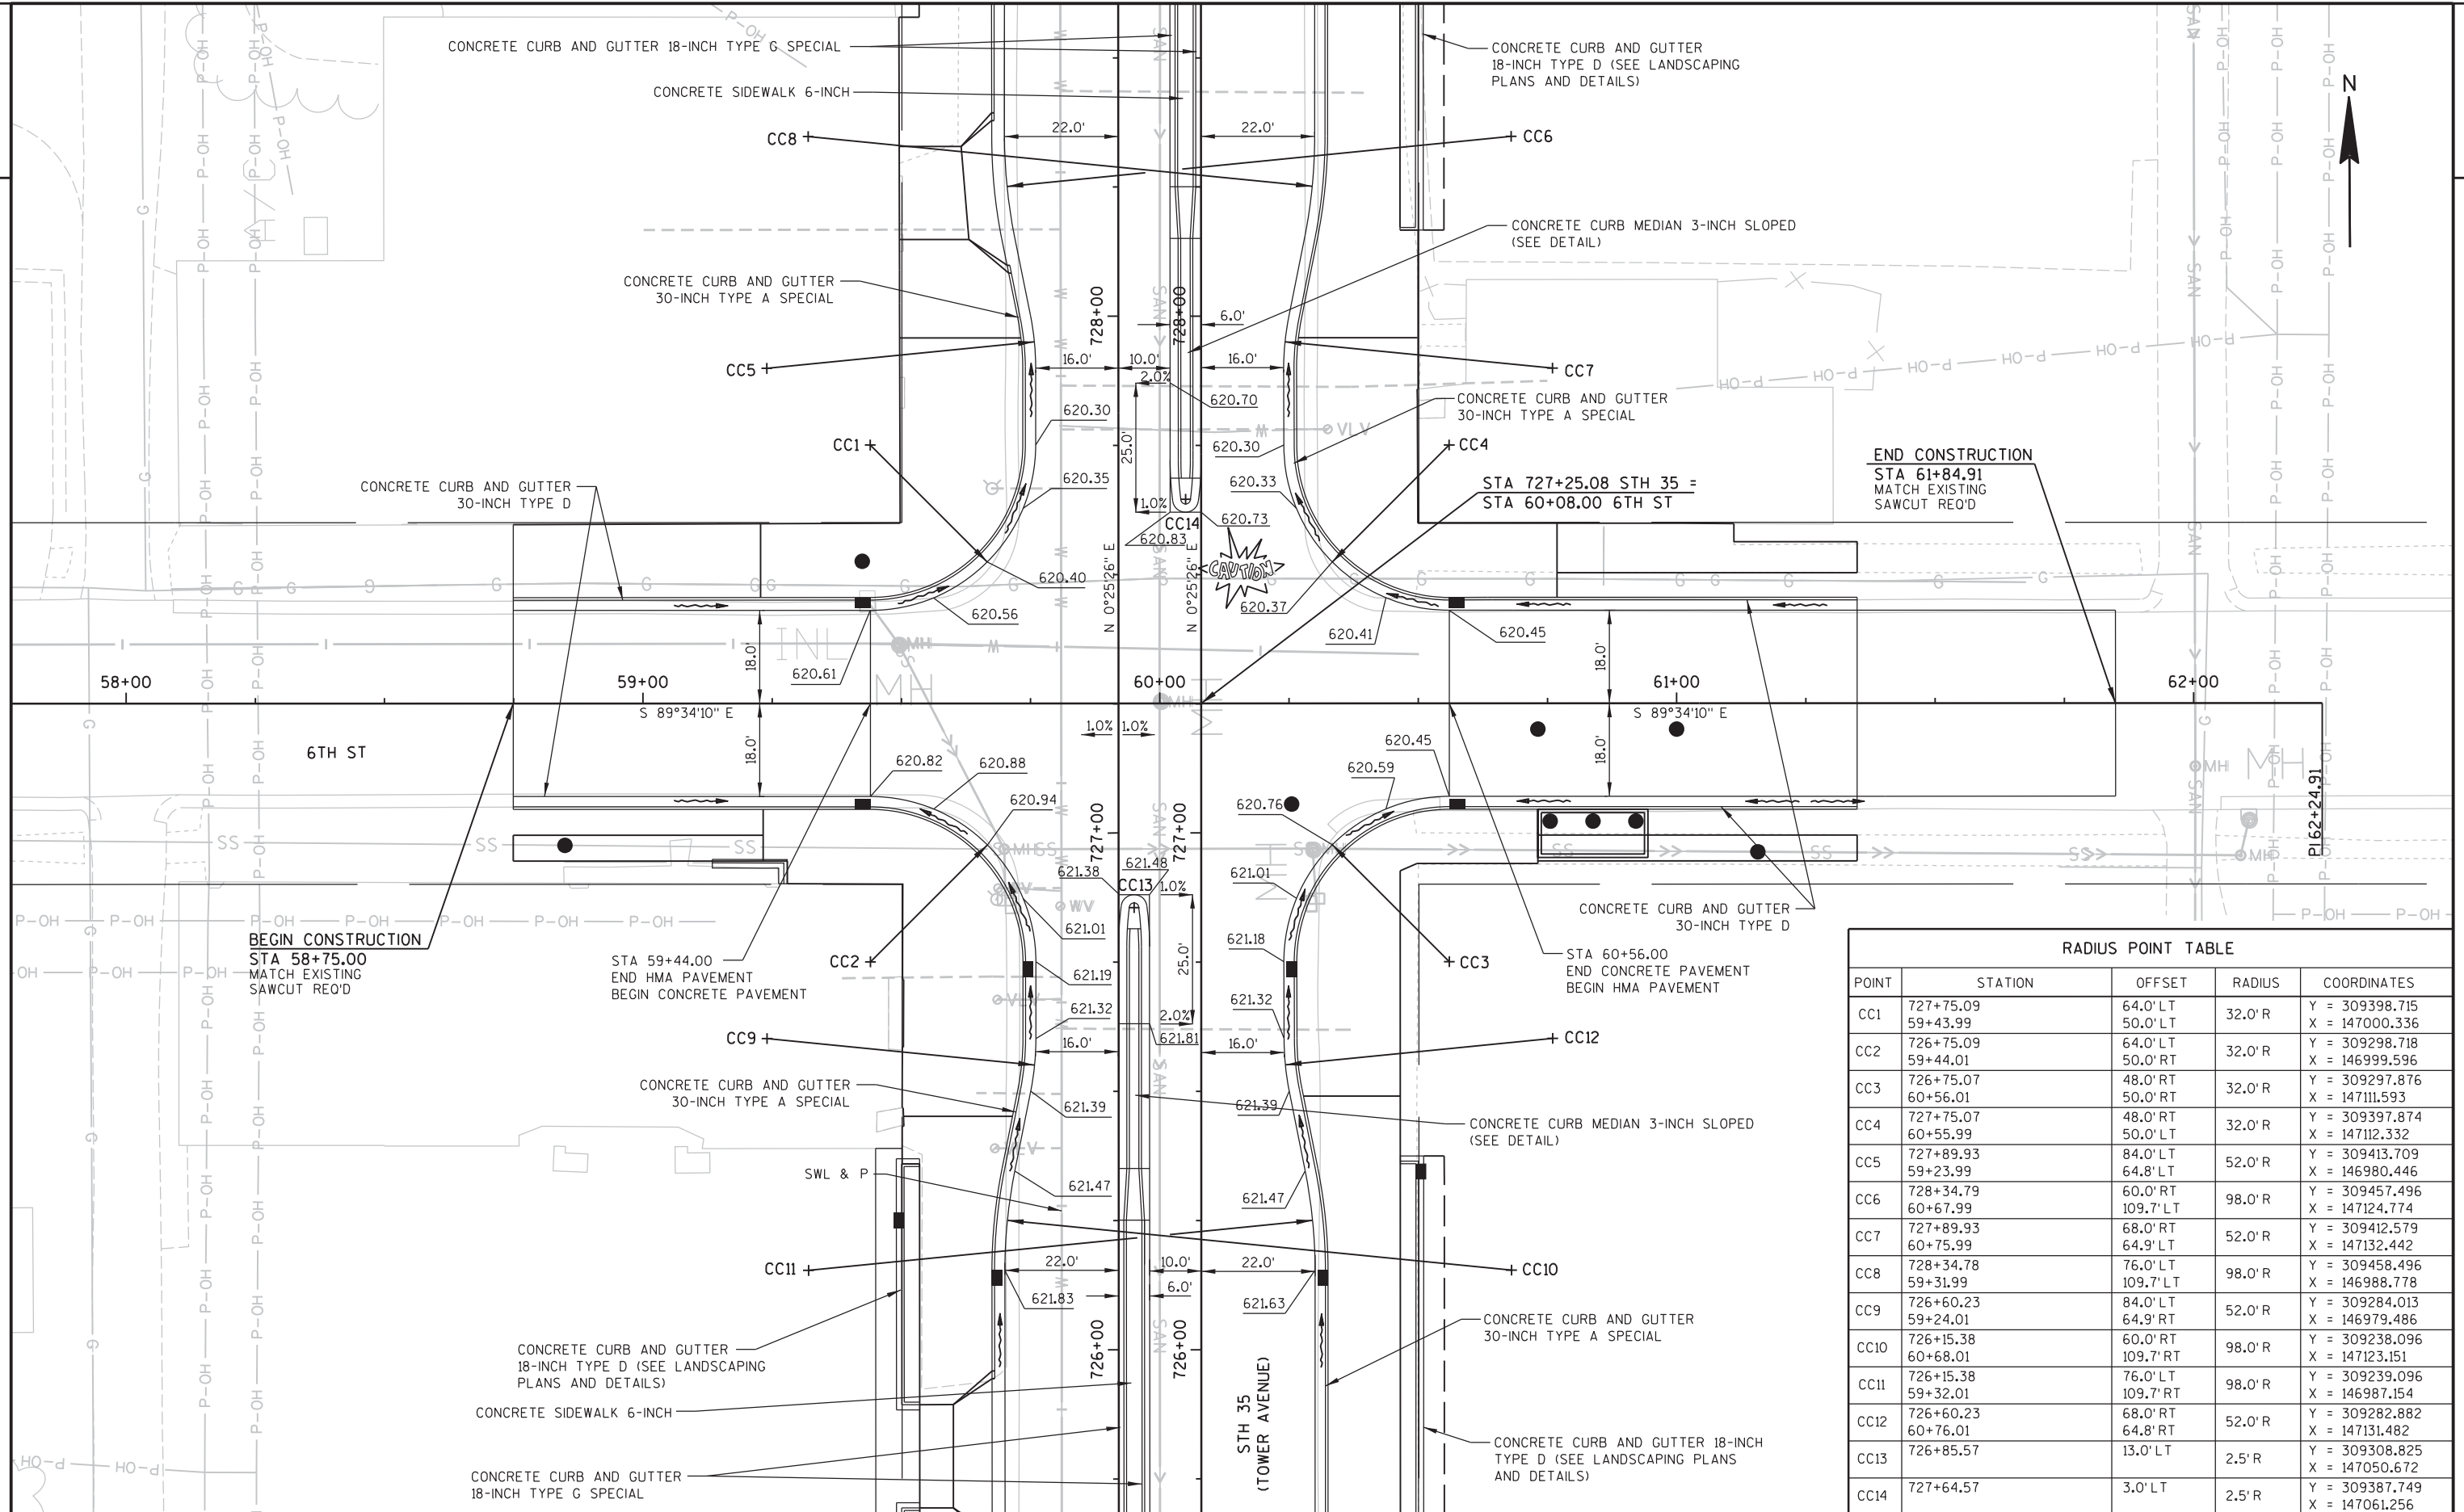 CONCRETE CURB AND GUTTER 18-INCH TYPE G SPECIAL
CONCRETE SIDEWALK 6-INCH
CC8
22.0'
22.0'
CC6
CONCRETE CURB AND GUTTER
18-INCH TYPE D (SEE LANDSCAPING
PLANS AND DETAILS)
N
CONCRETE CURB MEDIAN 3-INCH SLOPED
(SEE DETAIL)
CONCRETE CURB AND GUTTER
30-INCH TYPE A SPECIAL
728+00
728+00
6.0'
CC5
16.0'
10.0'
16.0'
CC7
2.0%
620.70
25.0'
620.30
620.30
CONCRETE CURB AND GUTTER
30-INCH TYPE A SPECIAL
VLV
CC1
CC4
CONCRETE CURB AND GUTTER
30-INCH TYPE D
620.35
620.33
STA 727+25.08 STH 35 =
STA 60+08.00 6TH ST
END CONSTRUCTION
STA 61+84.91
MATCH EXISTING
SAWCUT REQ'D
1.0%
CC14
620.73
620.83
CAUTION
N 0°25'26" E
N 0°25'26" E
620.40
620.37
620.56
620.41
620.45
18.0'
18.0'
INL
MH
MH
620.61
58+00
59+00
60+00
61+00
62+00
S 89°34'10" E
S 89°34'10" E
MH
MH
1.0%
1.0%
6TH ST
18.0'
18.0'
620.82
620.88
620.94
620.45
620.59
620.76
727+00
727+00
MH
MH
MH
PI 62+24.91
621.48
621.38
CC13
1.0%
WV
621.01
621.01
25.0'
MH
CONCRETE CURB AND GUTTER
30-INCH TYPE D
BEGIN CONSTRUCTION
STA 58+75.00
MATCH EXISTING
SAWCUT REQ'D
STA 59+44.00
END HMA PAVEMENT
BEGIN CONCRETE PAVEMENT
CC2
621.19
621.18
CC3
STA 60+56.00
END CONCRETE PAVEMENT
BEGIN HMA PAVEMENT
621.32
621.32
2.0%
621.81
CC9
16.0'
16.0'
CC12
CONCRETE CURB AND GUTTER
30-INCH TYPE A SPECIAL
621.39
621.39
CONCRETE CURB MEDIAN 3-INCH SLOPED
(SEE DETAIL)
SWL & P
621.47
621.47
CC11
22.0'
10.0'
22.0'
CC10
6.0'
621.83
621.63
CONCRETE CURB AND GUTTER
18-INCH TYPE D (SEE LANDSCAPING
PLANS AND DETAILS)
726+00
726+00
CONCRETE CURB AND GUTTER
30-INCH TYPE A SPECIAL
CONCRETE SIDEWALK 6-INCH
STH 35
(TOWER AVENUE)
CONCRETE CURB AND GUTTER 18-INCH
TYPE D (SEE LANDSCAPING PLANS
AND DETAILS)
CONCRETE CURB AND GUTTER
18-INCH TYPE G SPECIAL
RADIUS POINT TABLE
POINT STATION OFFSET RADIUS COORDINATES
CC1 727+75.09 64.0' LT 32.0' R Y = 309398.715
59+43.99 50.0' LT X = 147000.336
CC2 726+75.09 64.0' LT 32.0' R Y = 309298.718
59+44.01 50.0' RT X = 146999.596
CC3 726+75.07 48.0' RT 32.0' R Y = 309297.876
60+56.01 50.0' RT X = 147111.593
CC4 727+75.07 48.0' RT 32.0' R Y = 309397.874
60+55.99 50.0' LT X = 147112.332
CC5 727+89.93 84.0' LT 52.0' R Y = 309413.709
59+23.99 64.8' LT X = 146980.446
CC6 728+34.79 60.0' RT 98.0' R Y = 309457.496
60+67.99 109.7' LT X = 147124.774
CC7 727+89.93 68.0' RT 52.0' R Y = 309412.579
60+75.99 64.9' LT X = 147132.442
CC8 728+34.78 76.0' LT 98.0' R Y = 309458.496
59+31.99 109.7' LT X = 146988.778
CC9 726+60.23 84.0' LT 52.0' R Y = 309284.013
59+24.01 64.9' RT X = 146979.486
CC10 726+15.38 60.0' RT 98.0' R Y = 309238.096
60+68.01 109.7' RT X = 147123.151
CC11 726+15.38 76.0' LT 98.0' R Y = 309239.096
59+32.01 109.7' RT X = 146987.154
CC12 726+60.23 68.0' RT 52.0' R Y = 309282.882
60+76.01 64.8' RT X = 147131.482
CC13 726+85.57 13.0' LT 2.5' R Y = 309308.825
X = 147050.672
CC14 727+64.57 3.0' LT 2.5' R Y = 309387.749
X = 147061.256